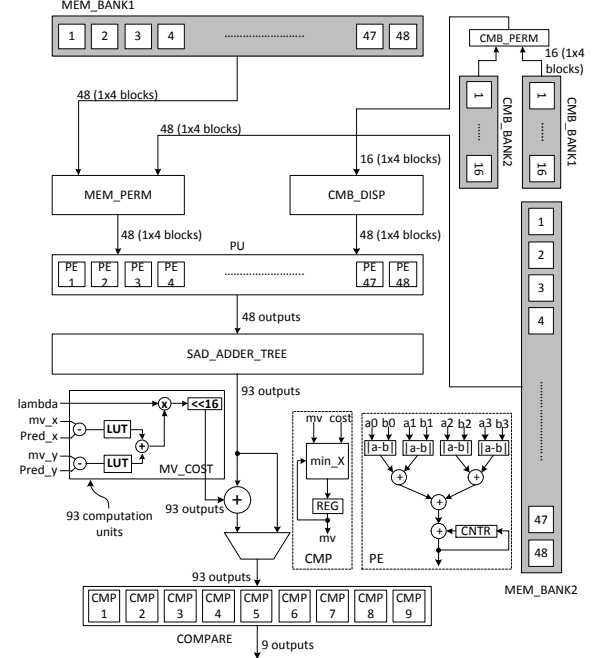 MEM_BANK1
1 2 3 4 .............................. 47 48
CMB_PERM
16 (1x4
blocks)
1 ...... 16
CMB_BANK2
1 ...... 16
CMB_BANK1
48 (1x4 blocks)
48 (1x4 blocks)
16 (1x4 blocks)
MEM_PERM
CMB_DISP
48 (1x4 blocks)
48 (1x4 blocks)
PU
PE 1
PE 2
PE 3
PE 4
..............................
PE 47
PE 48
48 outputs
SAD_ADDER_TREE
93 outputs
lambda
mv_x
Pred_x
mv_y
Pred_y
-
LUT
-
LUT
+
x
<<16
MV_COST
93 computation
units
93 outputs
+
mv cost
min_X
REG
mv
CMP
a0 b0 a1 b1 a2 b2 a3 b3
|a-b| |a-b| |a-b| |a-b|
+ +
+
+
CNTR
PE
1
2
3
4
..............................
47
48
MEM_BANK2
93 outputs
CMP 1
CMP 2
CMP 3
CMP 4
CMP 5
CMP 6
CMP 7
CMP 8
CMP 9
COMPARE
9 outputs